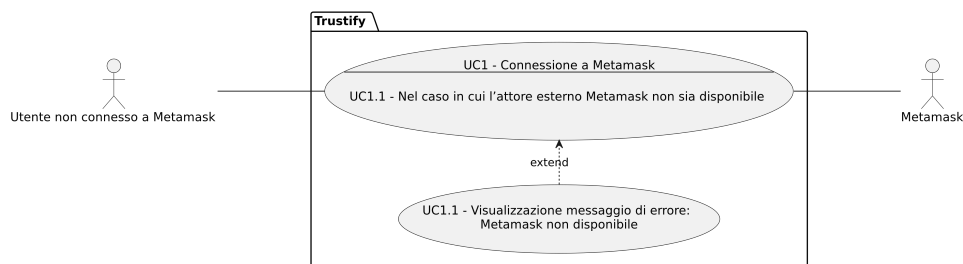 Trustify
UC1 - Connessione a Metamask
UC1.1 - Nel caso in cui l'attore esterno Metamask non sia disponibile
Utente non connesso a Metamask
Metamask
extend
UC1.1 - Visualizzazione messaggio di errore:
Metamask non disponibile